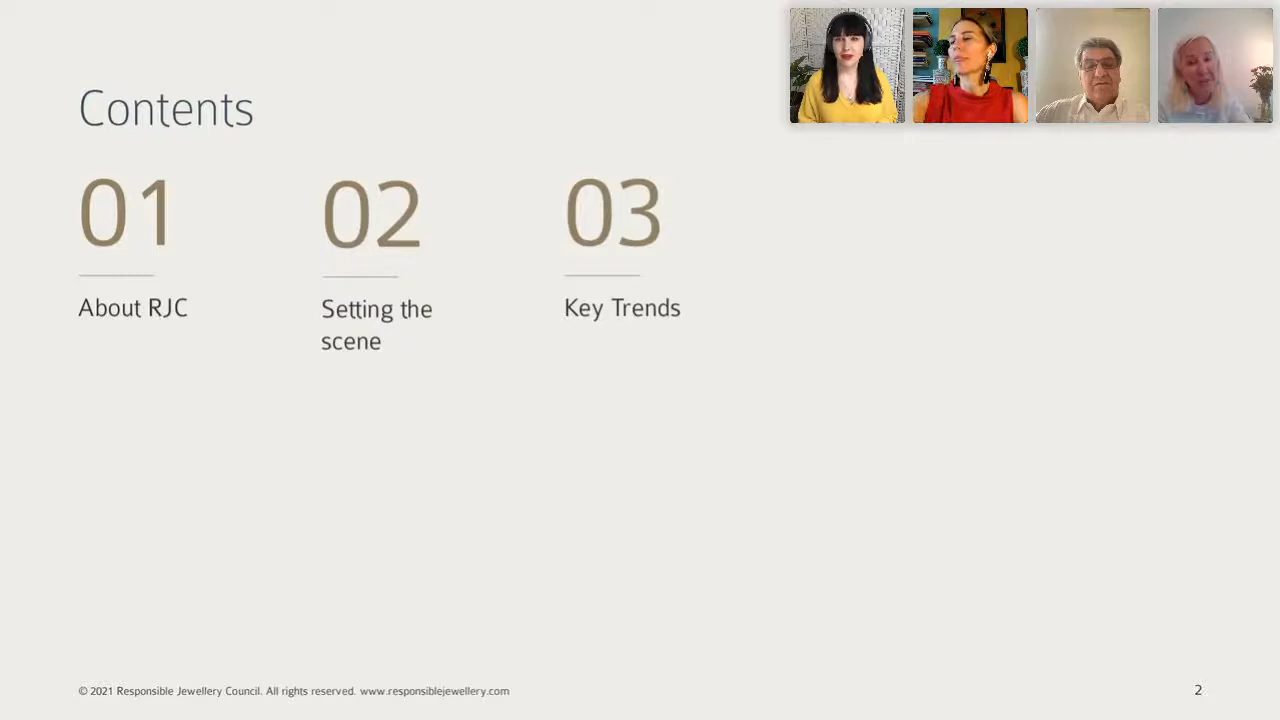 Contents
01
02
03
About RJC
Setting the
scene
Key Trends
© 2021 Responsible Jewellery Council. All rights reserved. www.responsiblejewellery.com
2